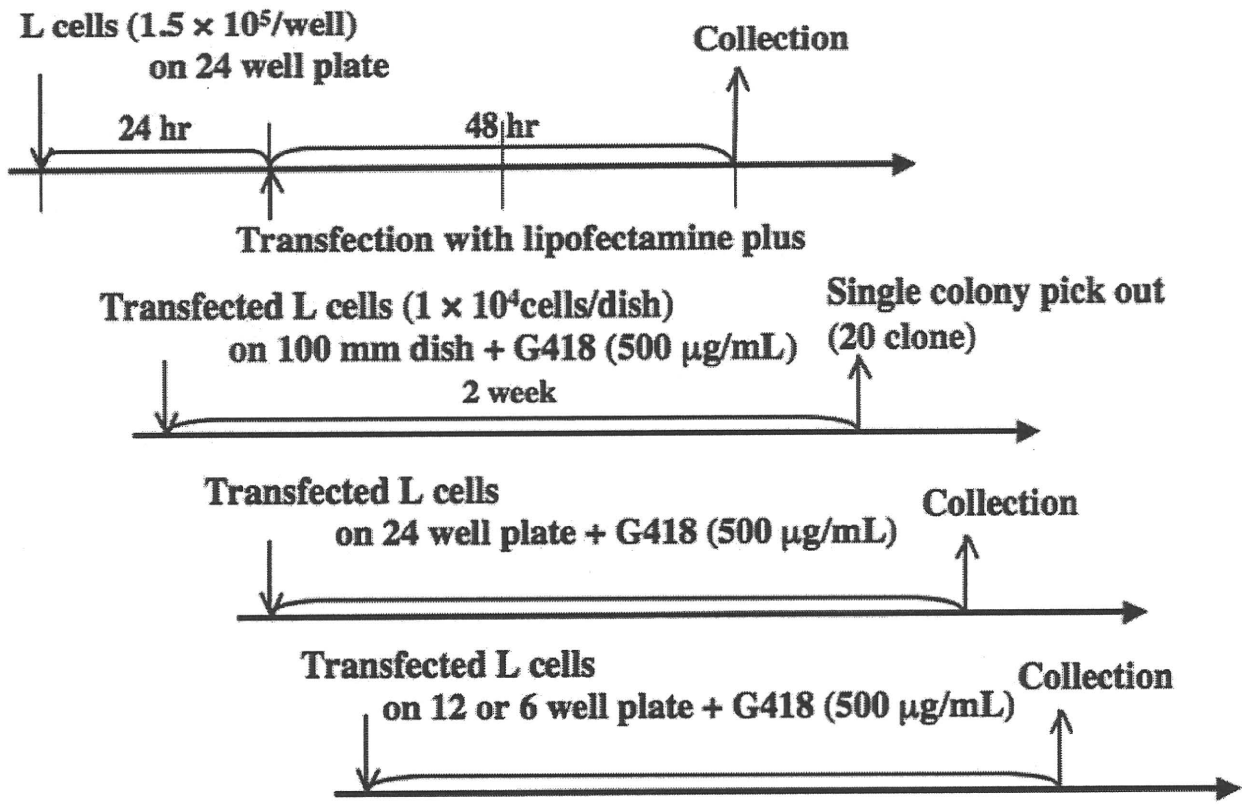 L cells (1.5 × 10⁵/well)
on 24 well plate
Collection
24 hr
48 hr
Transfection with lipofectamine plus
Transfected L cells (1 × 10⁴cells/dish)
on 100 mm dish + G418 (500 μg/mL)
Single colony pick out
(20 clone)
2 week
Transfected L cells
on 24 well plate + G418 (500 μg/mL)
Collection
Transfected L cells
on 12 or 6 well plate + G418 (500 μg/mL)
Collection